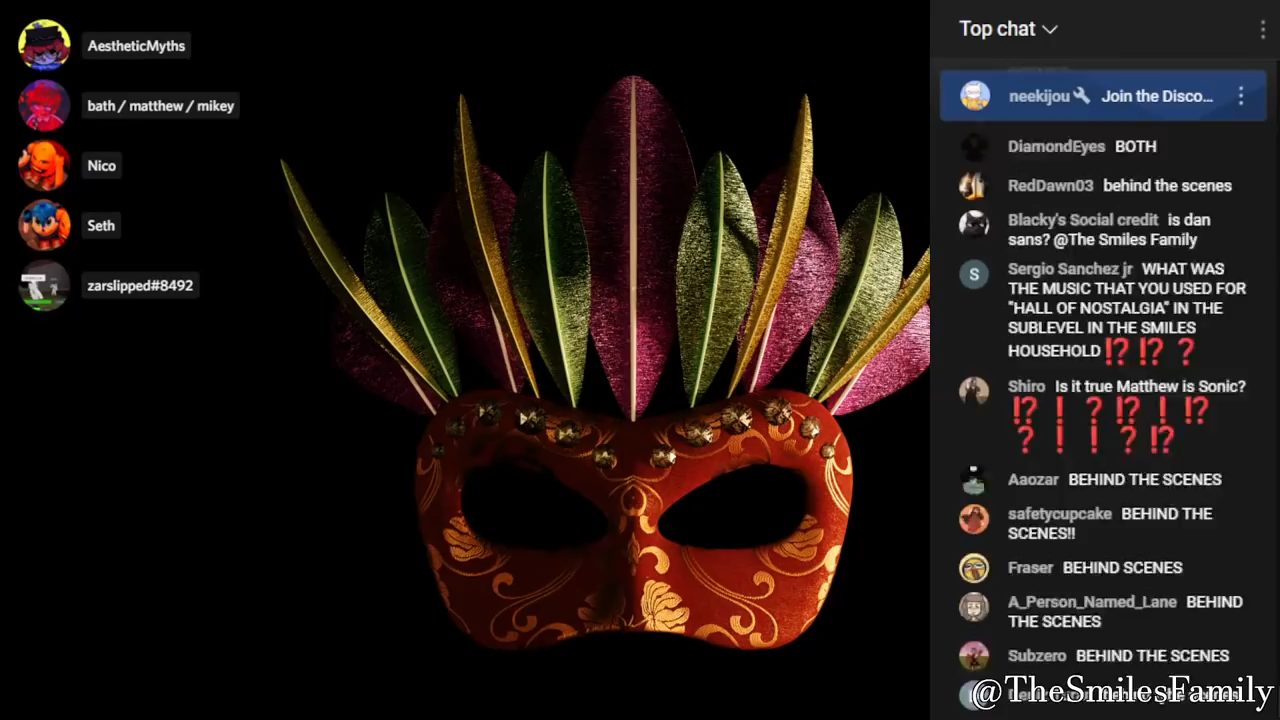 AestheticMyths
bath / matthew / mikey
Nico
Seth
zarslipped#8492
Top chat
neekijou Join the Disco...
DiamondEyes BOTH
RedDawn03 behind the scenes
Blacky's Social credit is dan
sans? @The Smiles Family
Sergio Sanchez jr WHAT WAS
THE MUSIC THAT YOU USED FOR
"HALL OF NOSTALGIA" IN THE
SUBLEVEL IN THE SMILES
HOUSEHOLD⁉️⁉️❓
Shiro Is it true Matthew is Sonic?
⁉️❗❓⁉️❗⁉️
❓❗❗❓⁉️
Aaozar BEHIND THE SCENES
safetycupcake BEHIND THE
SCENES!!
Fraser BEHIND SCENES
A_Person_Named_Lane BEHIND
THE SCENES
Subzero BEHIND THE SCENES
@TheSmilesFamily
S